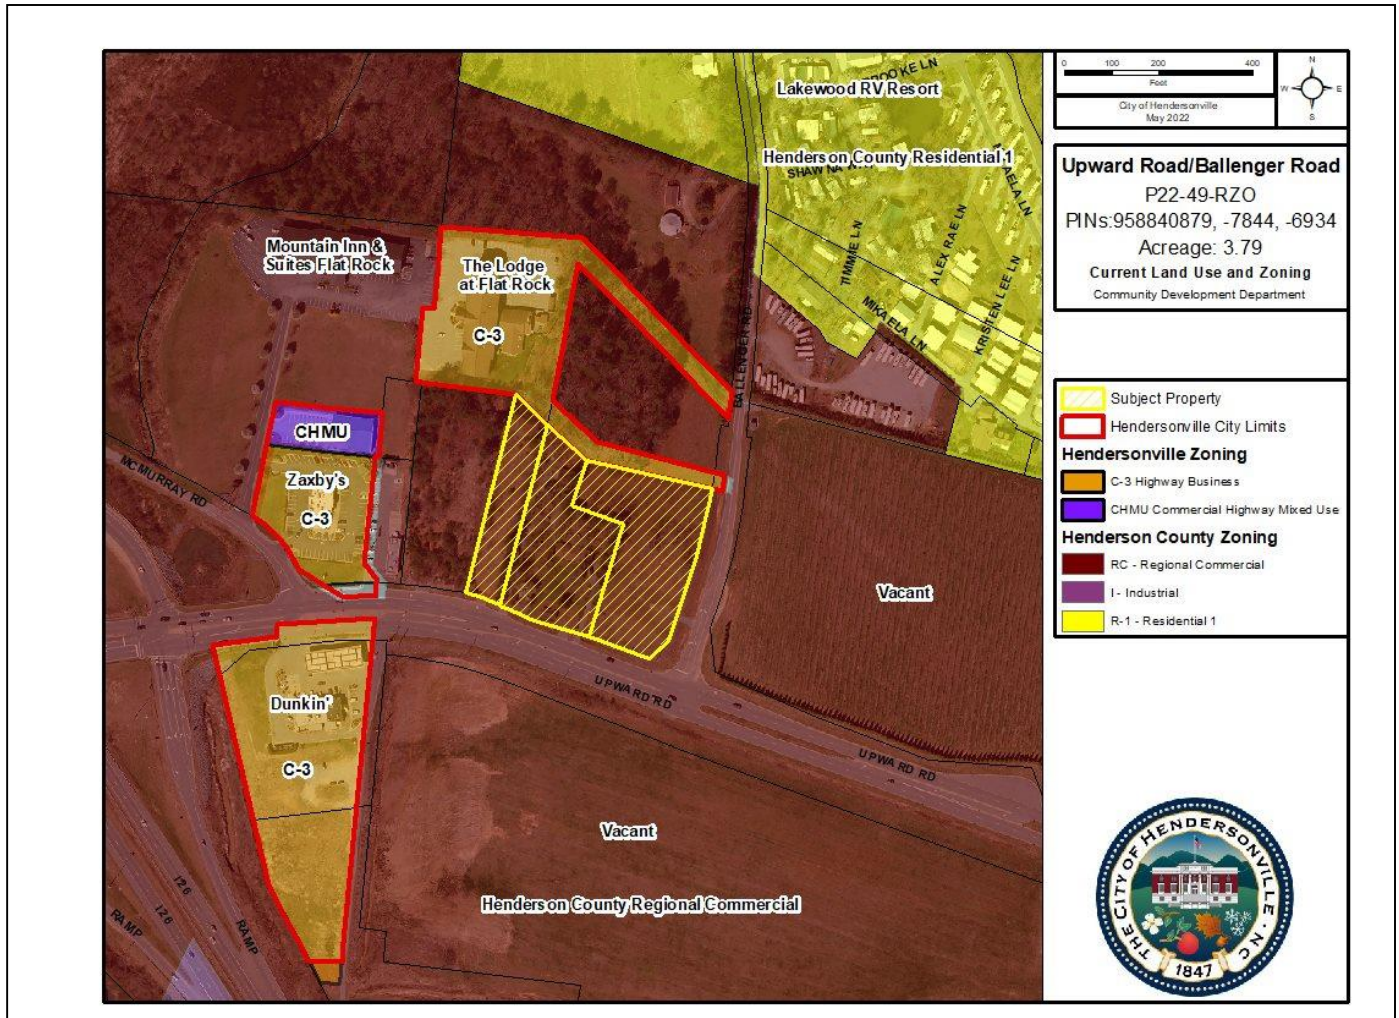 BROOKE LN
Lakewood RV Resort
Henderson County Residential 1
TIMMIE LN
ALEX RAE LN
MIKAELA LN
KRISTEN LEE LN
BALLENGER RD
Mountain Inn &
Suites Flat Rock
The Lodge
at Flat Rock
C-3
CHMU
Zaxby's
C-3
MCMURRAY RD
UPWARD RD
UPWARD RD
Vacant
Dunkin'
C-3
Vacant
Henderson County Regional Commercial
I 26
I 26
RAMP
RAMP
0 100 200 400
Feet
City of Hendersonville
May 2022
N
W E
S
Upward Road/Ballenger Road
P22-49-RZO
PINs:958840879, -7844, -6934
Acreage: 3.79
Current Land Use and Zoning
Community Development Department
Subject Property
Hendersonville City Limits
Hendersonville Zoning
C-3 Highway Business
CHMU Commercial Highway Mixed Use
Henderson County Zoning
RC - Regional Commercial
I - Industrial
R-1 - Residential 1
THE CITY OF HENDERSONVILLE · NC
1847